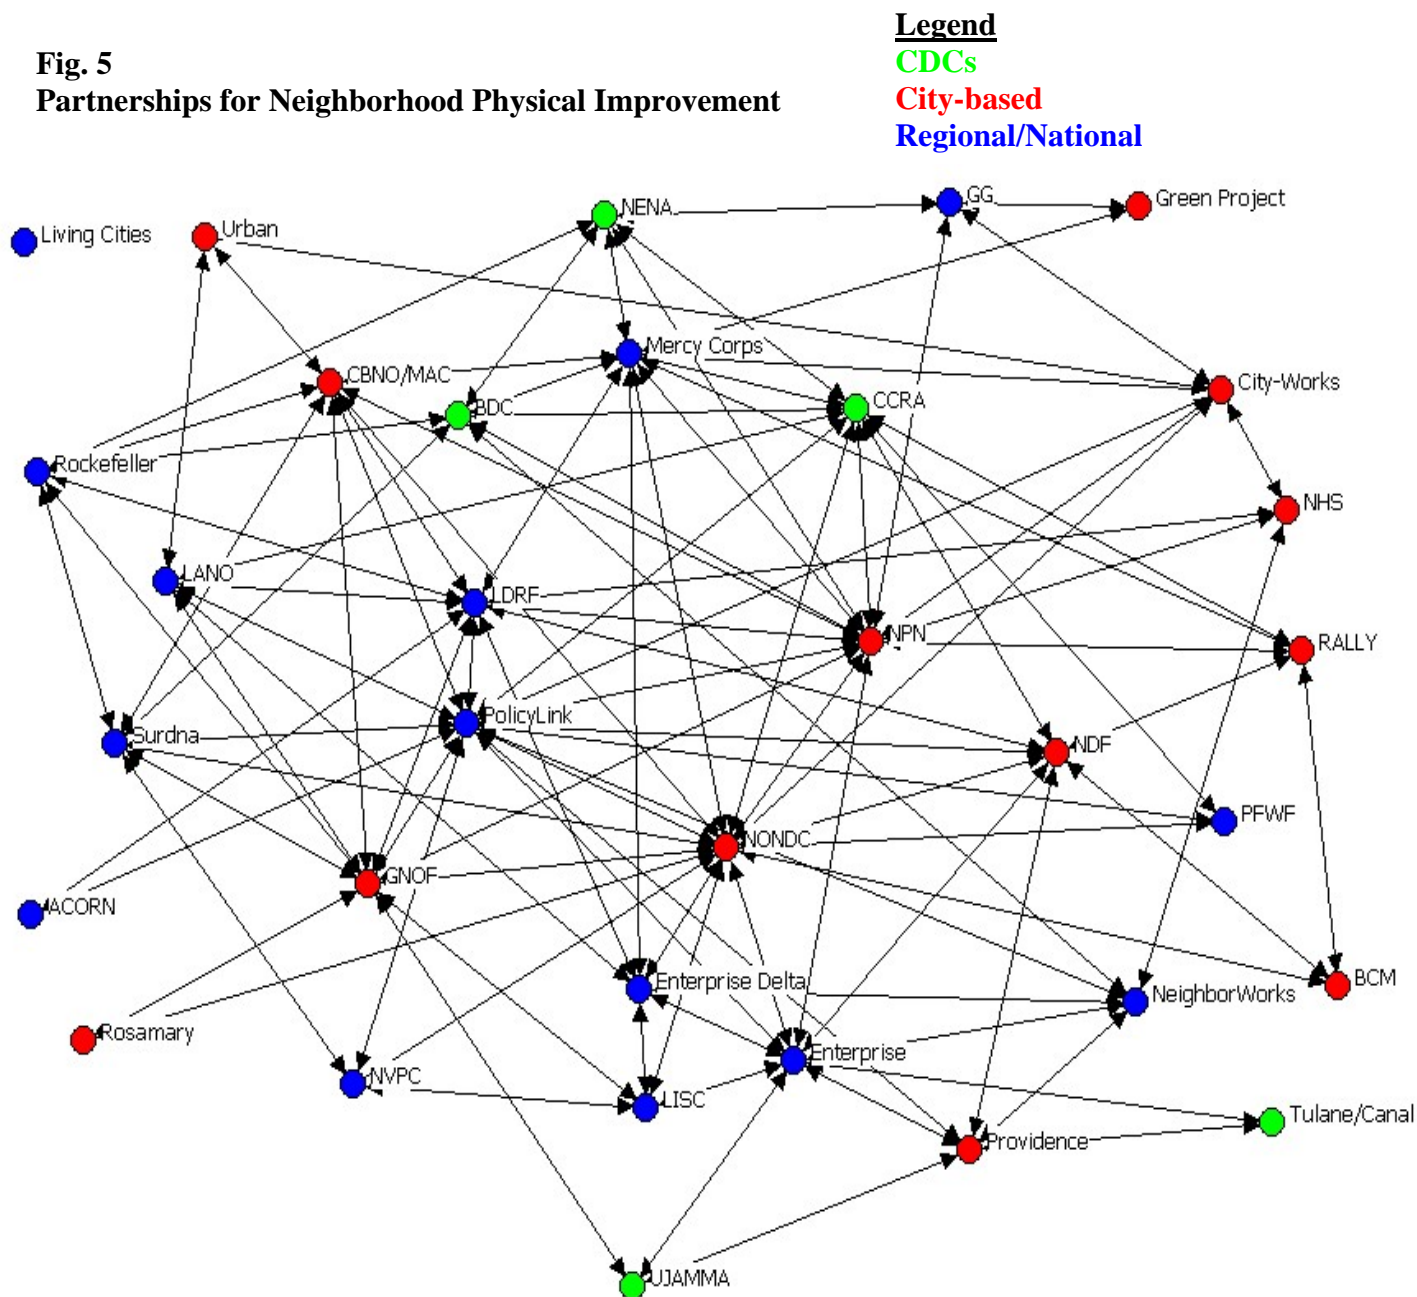 Legend
Fig. 5
CDCs
Partnerships for Neighborhood Physical Improvement
City-based
Regional/National
NENA
GG
Green Project
Living Cities
Urban
Mercy Corps
CBNO/MAC
City-Works
BDC
CCRA
Rockefeller
NHS
LANO
LDRF
NPN
RALLY
PolicyLink
Surdna
NDF
PFWF
NONDC
GNOF
ACORN
Enterprise Delta
NeighborWorks
BCM
Rosamary
Enterprise
NVPC
LISC
Tulane/Canal
Providence
UJAMMA